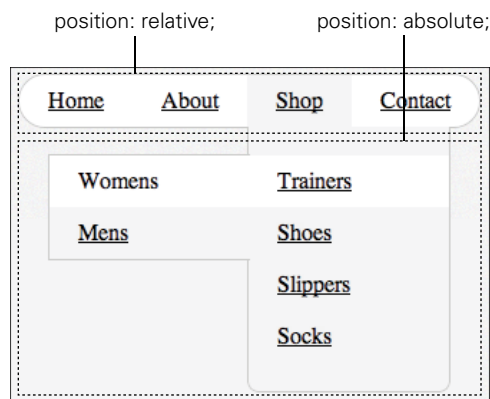 position: relative; position: absolute;
Home About Shop Contact
Womens Trainers
Mens Shoes
Slippers
Socks